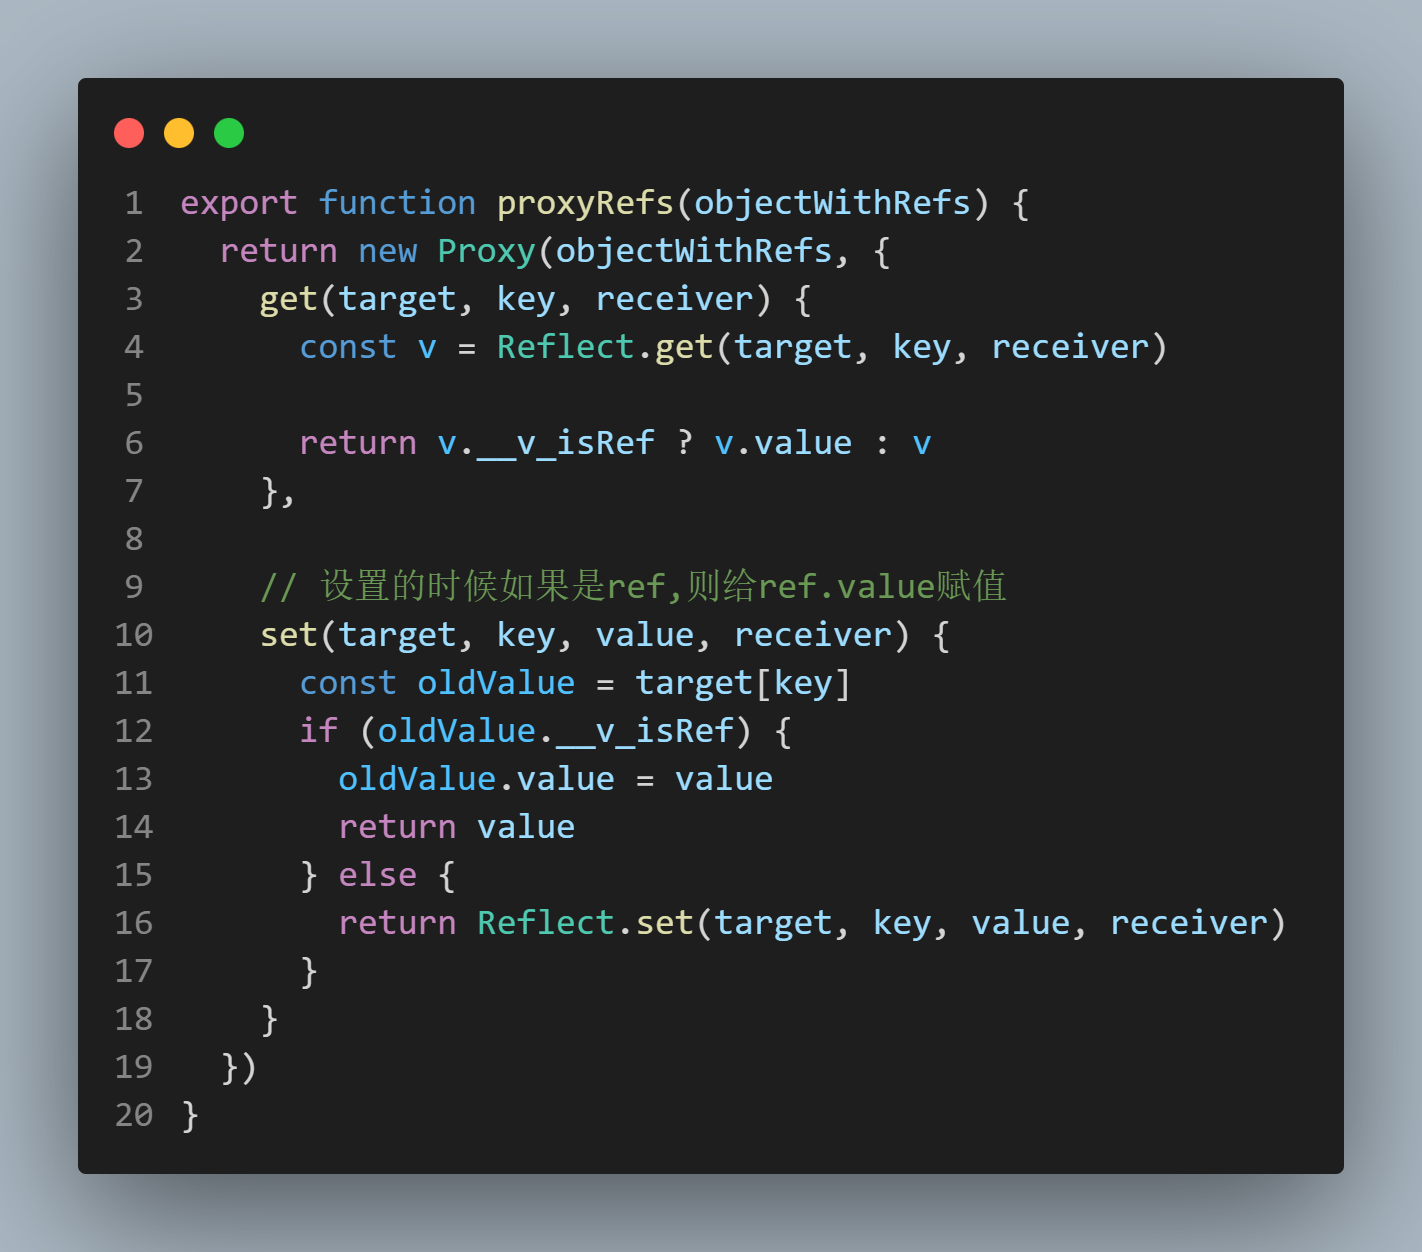 1 export function proxyRefs(objectWithRefs) {
2   return new Proxy(objectWithRefs, {
3     get(target, key, receiver) {
4       const v = Reflect.get(target, key, receiver)
5
6       return v.__v_isRef ? v.value : v
7     },
8
9     // 设置的时候如果是ref,则给ref.value赋值
10     set(target, key, value, receiver) {
11       const oldValue = target[key]
12       if (oldValue.__v_isRef) {
13         oldValue.value = value
14         return value
15       } else {
16         return Reflect.set(target, key, value, receiver)
17       }
18     }
19   })
20 }